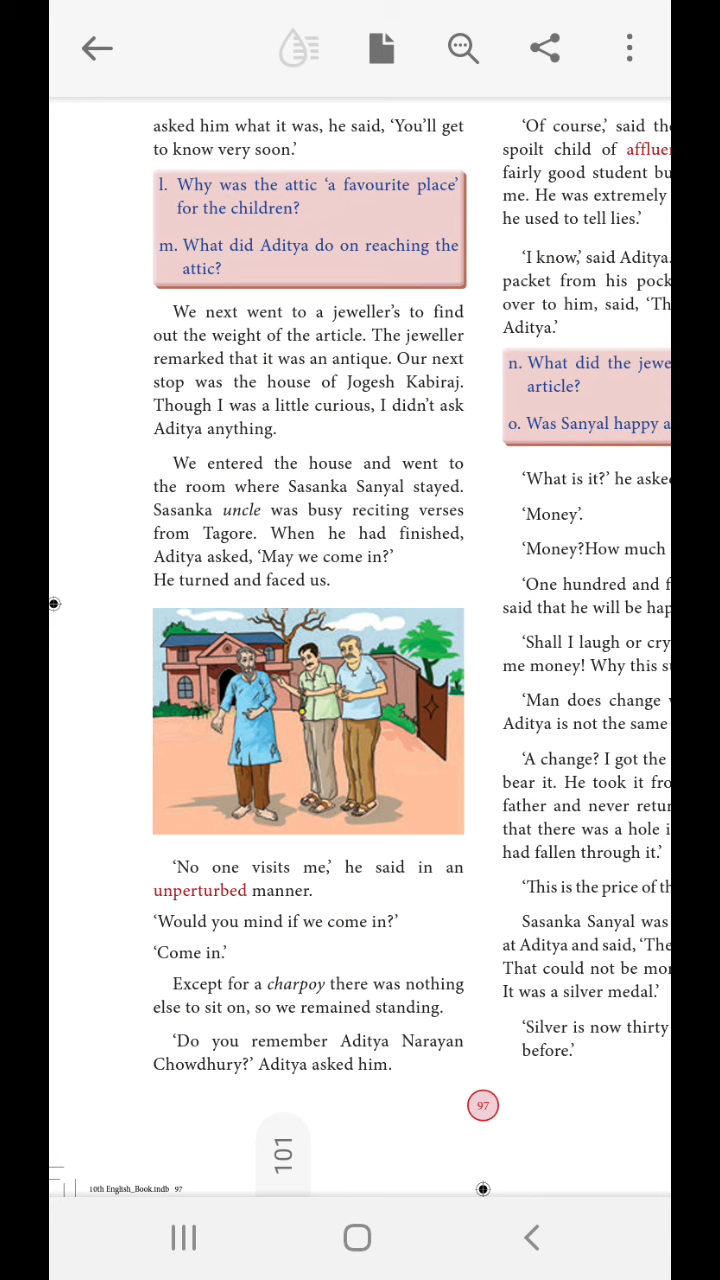 asked him what it was, he said, ‘You’ll get
to know very soon.’
l. Why was the attic ‘a favourite place’
for the children?
m. What did Aditya do on reaching the
attic?
We next went to a jeweller’s to find
out the weight of the article. The jeweller
remarked that it was an antique. Our next
stop was the house of Jogesh Kabiraj.
Though I was a little curious, I didn’t ask
Aditya anything.
We entered the house and went to
the room where Sasanka Sanyal stayed.
Sasanka uncle was busy reciting verses
from Tagore. When he had finished,
Aditya asked, ‘May we come in?’
He turned and faced us.
‘No one visits me,’ he said in an
unperturbed manner.
‘Would you mind if we come in?’
‘Come in.’
Except for a charpoy there was nothing
else to sit on, so we remained standing.
‘Do you remember Aditya Narayan
Chowdhury?’ Aditya asked him.
‘Of course,’ said
spoilt child of
fairly good student
me. He was extremely
he used to tell lies.’
‘I know,’ said Aditya.
packet from his
over to him, said,
Aditya.’
n. What did the
article?
o. Was Sanyal happy
‘What is it?’ he
‘Money’.
‘Money?How much
‘One hundred and
said that he will be
‘Shall I laugh or cry
me money! Why this
‘Man does change
Aditya is not the same
‘A change? I got the
bear it. He took it
father and never
that there was a hole
had fallen through it.’
‘This is the price of
Sasanka Sanyal was
at Aditya and said,
That could not be
It was a silver medal.’
‘Silver is now thirty
before.’
97
101
10th English_Book.indb 97